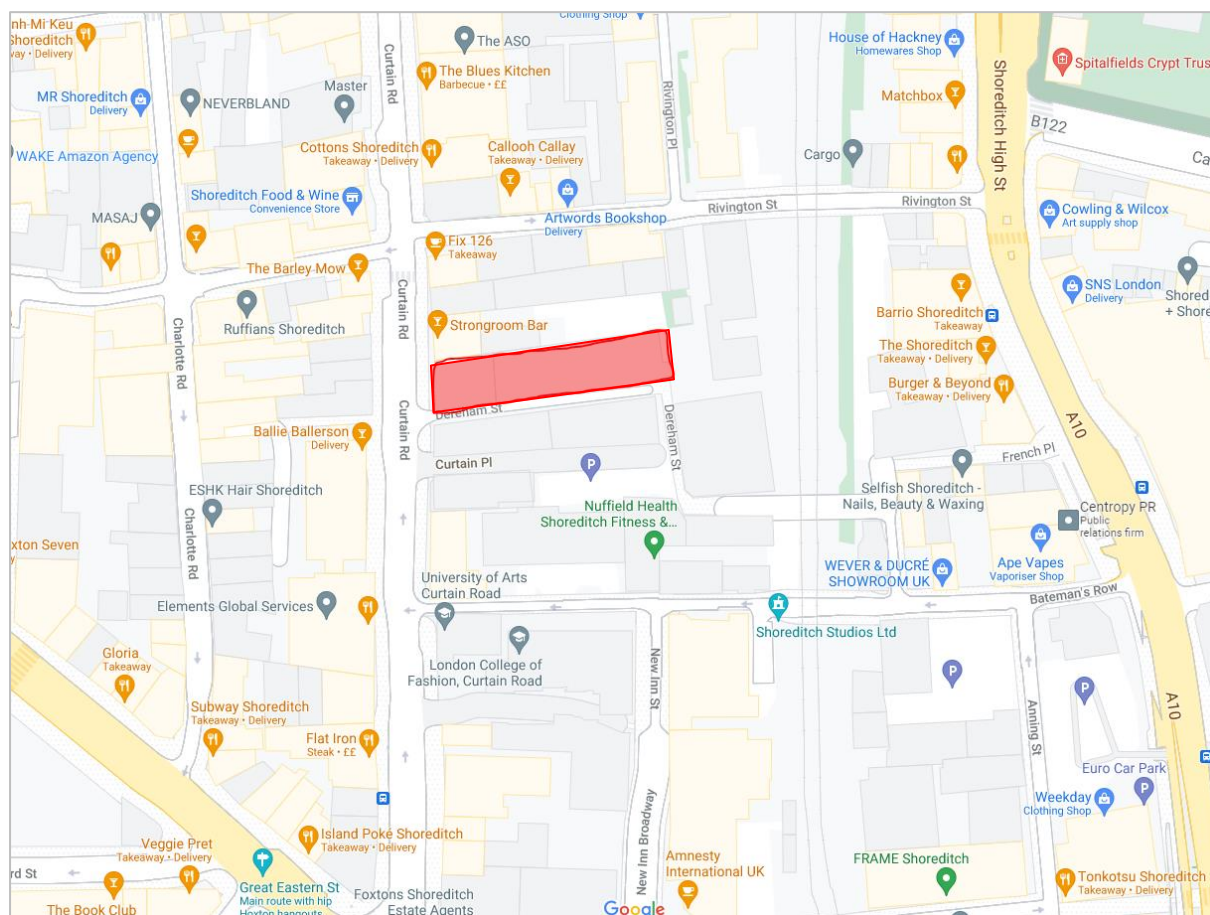 nh Mi Keu
Shoreditch
way • Delivery
Clothing Shop
The ASO
The Blues Kitchen
Barbecue • ££
House of Hackney
Homewares Shop
Spitalfields Crypt Trus
Curtain Rd
Master
NEVERBLAND
MR Shoreditch
Delivery
Matchbox
Rivington Pl
Shoreditch High St
B122
Ca
WAKE Amazon Agency
Cottons Shoreditch
Takeaway • Delivery
Callooh Callay
Takeaway • Delivery
Cargo
Shoreditch Food & Wine
Convenience Store
MASAJ
Artwords Bookshop
Delivery
Rivington St
Rivington St
Cowling & Wilcox
Art supply shop
Fix 126
Takeaway
The Barley Mow
SNS London
Delivery
Shored
+ Shore
Ruffians Shoreditch
Curtain Rd
Charlotte Rd
Strongroom Bar
Barrio Shoreditch
Takeaway
The Shoreditch
Takeaway • Delivery
Burger & Beyond
Takeaway • Delivery
Dereham St
Dereham St
A10
Ballie Ballerson
Delivery
Curtain Rd
Curtain Pl
P
French Pl
ESHK Hair Shoreditch
Selfish Shoreditch -
Nails, Beauty & Waxing
Nuffield Health
Shoreditch Fitness &...
Centropy PR
Public
relations firm
Charlotte Rd
oxton Seven
WEVER & DUCRÉ
SHOWROOM UK
Ape Vapes
Vaporiser Shop
University of Arts
Curtain Road
Bateman's Row
Elements Global Services
Shoreditch Studios Ltd
London College of
Fashion, Curtain Road
Gloria
Takeaway
New Inn St
P
P
A10
Subway Shoreditch
Takeaway • Delivery
Flat Iron
Steak • ££
Anning St
Euro Car Park
P
Weekday
Clothing Shop
Island Poké Shoreditch
Takeaway • Delivery
New Inn Broadway
Veggie Pret
Takeaway • Delivery
rd St
Great Eastern St
Main route with hip
Hoxton hangouts
Amnesty
International UK
FRAME Shoreditch
Tonkotsu Shoreditch
Takeaway • Delivery
The Book Club
Foxtons Shoreditch
Estate Agents
Google